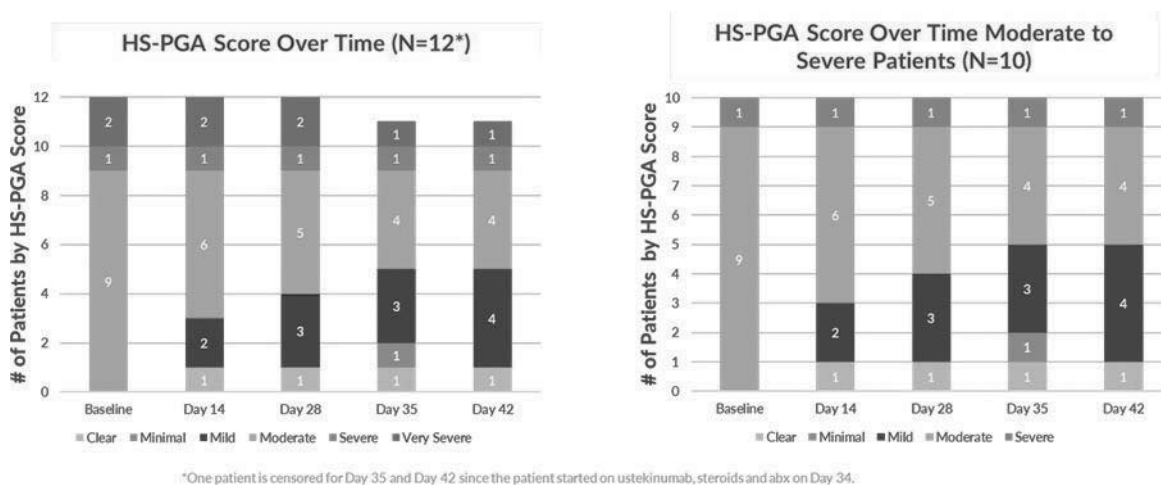 HS-PGA Score Over Time (N=12*)
# of Patients by HS-PGA Score
12
10
8
6
4
2
0
2
1
9
2
1
6
2
1
2
1
5
3
1
1
1
4
3
1
1
1
1
4
4
1
Baseline
Day 14
Day 28
Day 35
Day 42
Clear
Minimal
Mild
Moderate
Severe
Very Severe
HS-PGA Score Over Time Moderate to
Severe Patients (N=10)
# of Patients by HS-PGA Score
10
9
8
7
6
5
4
3
2
1
0
1
9
1
6
2
1
1
5
3
1
1
4
3
1
1
1
4
4
1
Baseline
Day 14
Day 28
Day 35
Day 42
Clear
Minimal
Mild
Moderate
Severe
*One patient is censored for Day 35 and Day 42 since the patient started on ustekinumab, steroids and abx on Day 34.